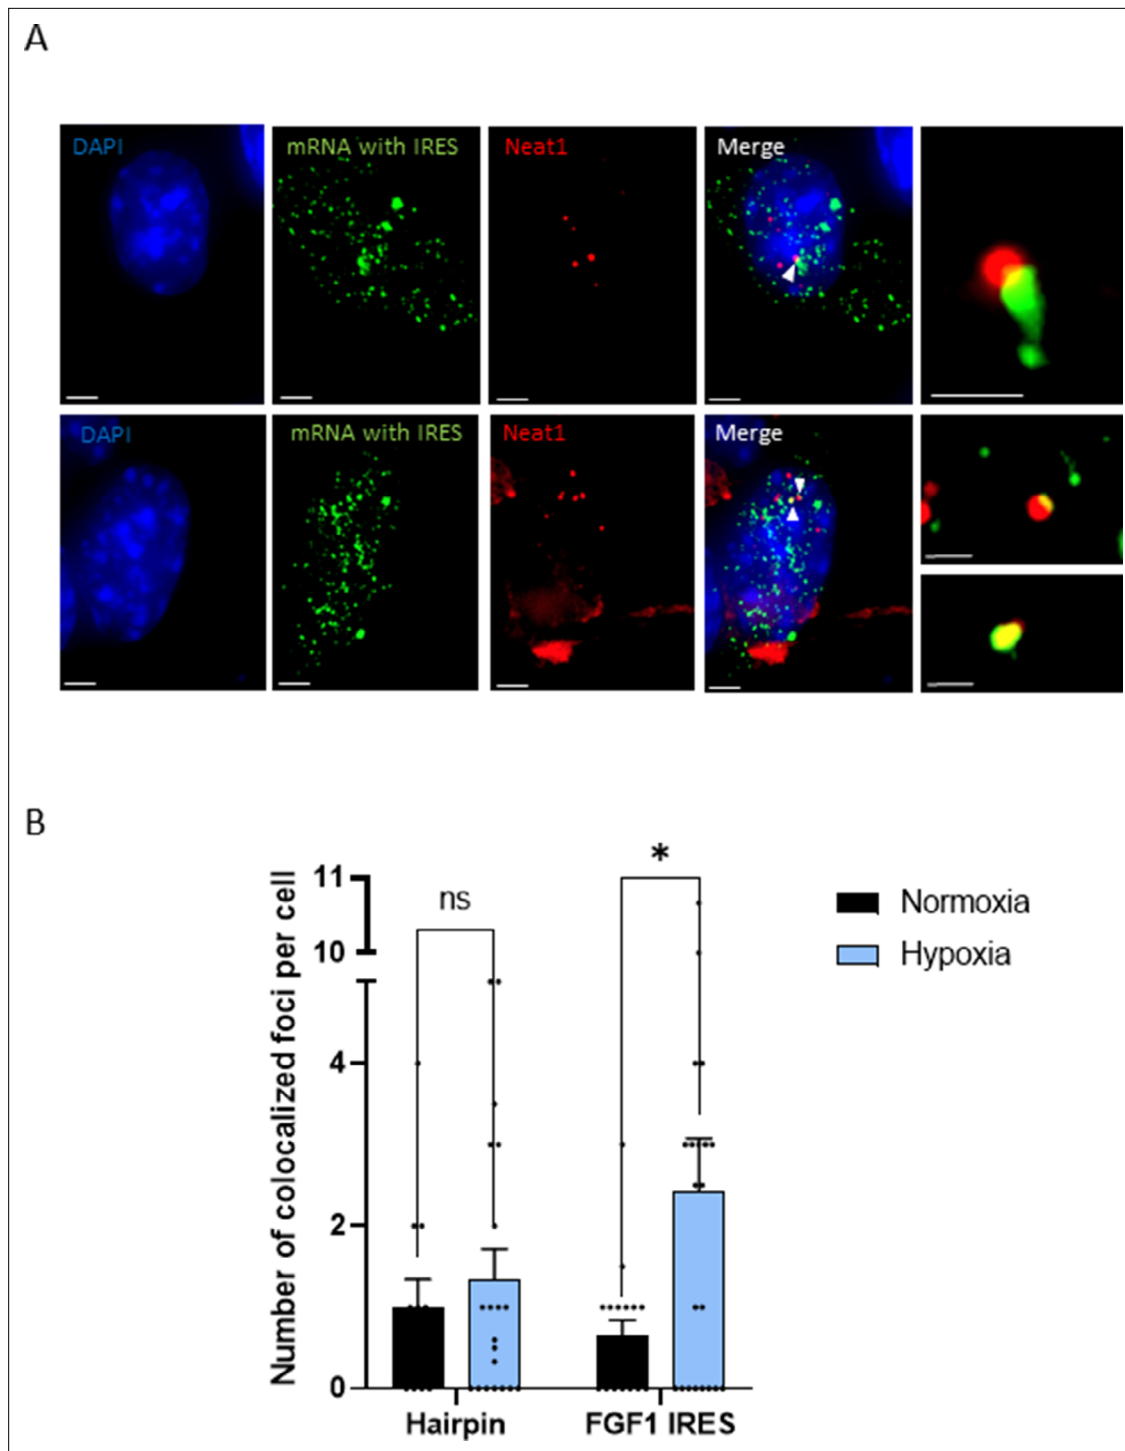 A
DAPI mRNA with IRES Neat1 Merge
DAPI mRNA with IRES Neat1 Merge
B
Number of colocalized foci per cell
11
10
4
2
0
ns
*
Normoxia
Hypoxia
Hairpin FGF1 IRES